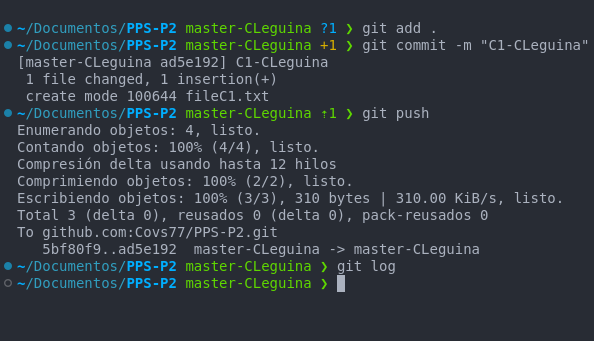 ~/Documentos/PPS-P2 master-CLeguina ?1 ❯ git add .
~/Documentos/PPS-P2 master-CLeguina +1 ❯ git commit -m "C1-CLeguina"
[master-CLeguina ad5e192] C1-CLeguina
1 file changed, 1 insertion(+)
create mode 100644 fileC1.txt
~/Documentos/PPS-P2 master-CLeguina ⇡1 ❯ git push
Enumerando objetos: 4, listo.
Contando objetos: 100% (4/4), listo.
Compresión delta usando hasta 12 hilos
Comprimiendo objetos: 100% (2/2), listo.
Escribiendo objetos: 100% (3/3), 310 bytes | 310.00 KiB/s, listo.
Total 3 (delta 0), reusados 0 (delta 0), pack-reusados 0
To github.com:Covs77/PPS-P2.git
5bf80f9..ad5e192  master-CLeguina -> master-CLeguina
~/Documentos/PPS-P2 master-CLeguina ❯ git log
~/Documentos/PPS-P2 master-CLeguina ❯